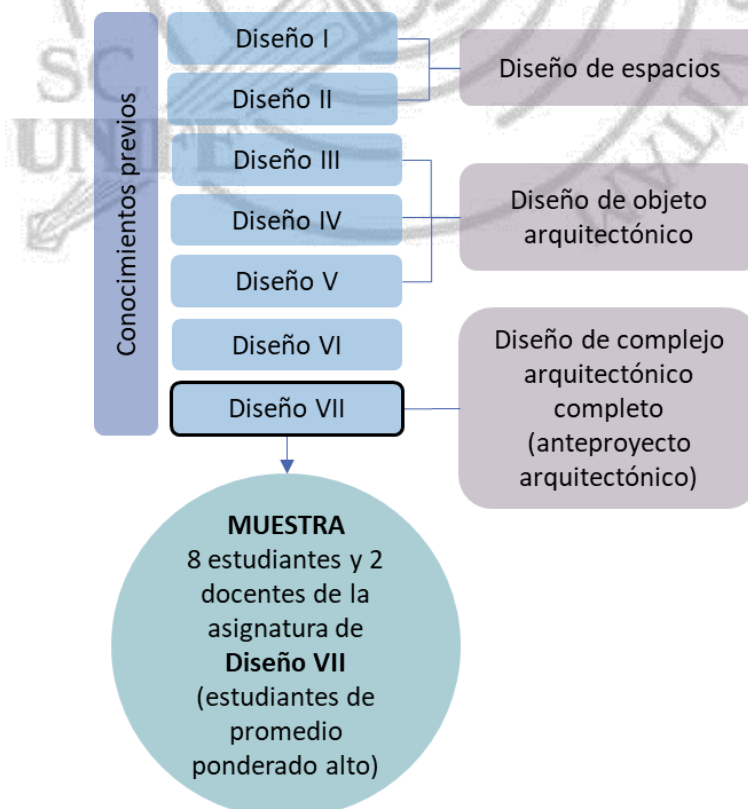 Conocimientos previos
Diseño I
Diseño II
Diseño III
Diseño IV
Diseño V
Diseño VI
Diseño VII
Diseño de espacios
Diseño de objeto
arquitectónico
Diseño de complejo
arquitectónico
completo
(anteproyecto
arquitectónico)
MUESTRA
8 estudiantes y 2
docentes de la
asignatura de
Diseño VII
(estudiantes de
promedio
ponderado alto)
SC